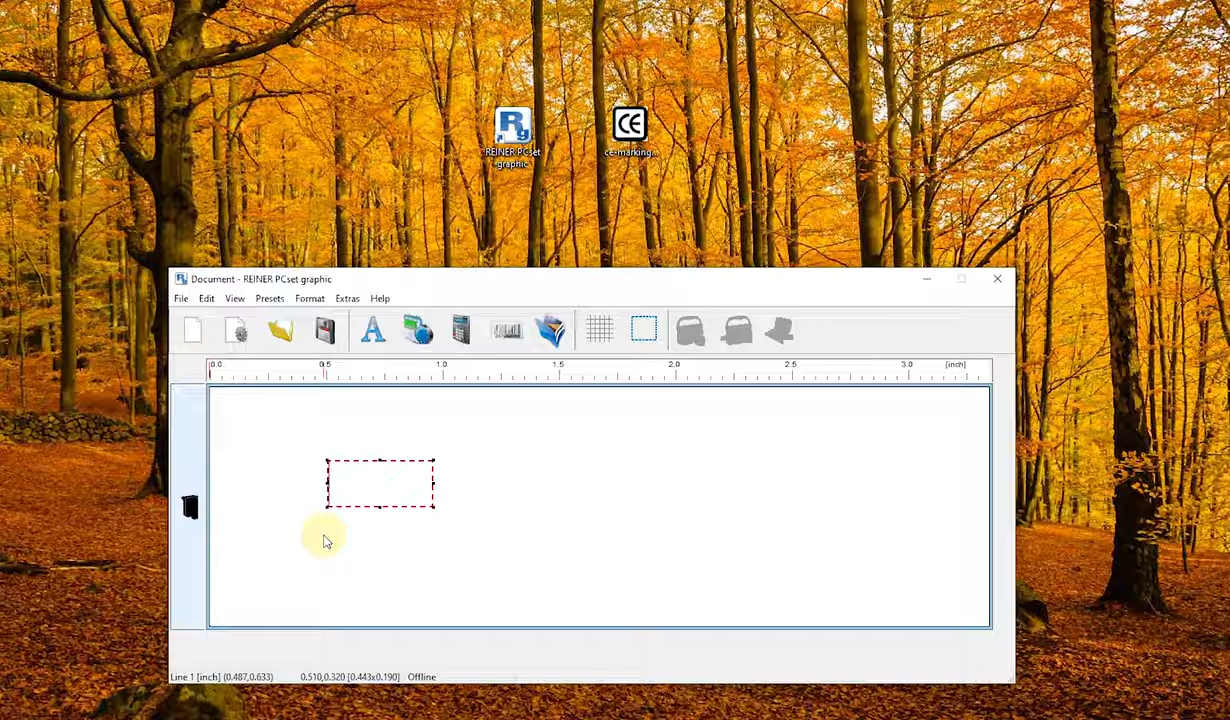 Rg
CE
REINER PCset
graphic
ce-marking...
Document - REINER PCset graphic
File Edit View Presets Format Extras Help
A
0.0 0.5 1.0 1.5 2.0 2.5 3.0 [inch]
Line 1 [inch] (0.487,0.633) 0.510,0.320 [0.443x0.190] Offline